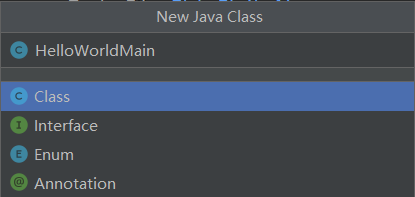 New Java Class
C HelloWorldMain
C Class
I Interface
E Enum
@ Annotation